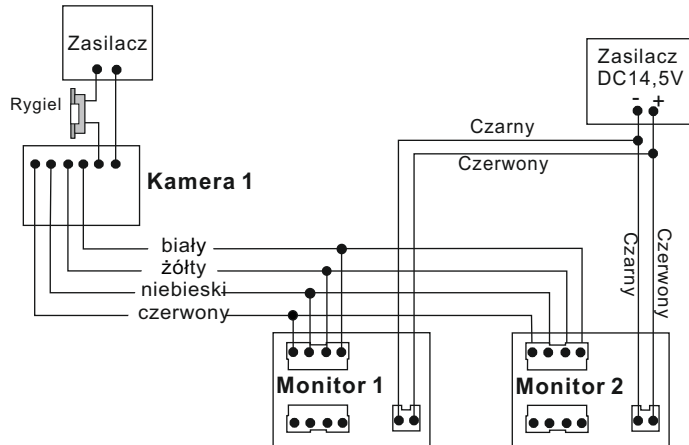 Zasilacz
Zasilacz
DC14,5V
- +
Rygiel
Czarny
Czerwony
Kamera 1
biały
żółty
niebieski
czerwony
Czarny
Czerwony
Monitor 1
Monitor 2